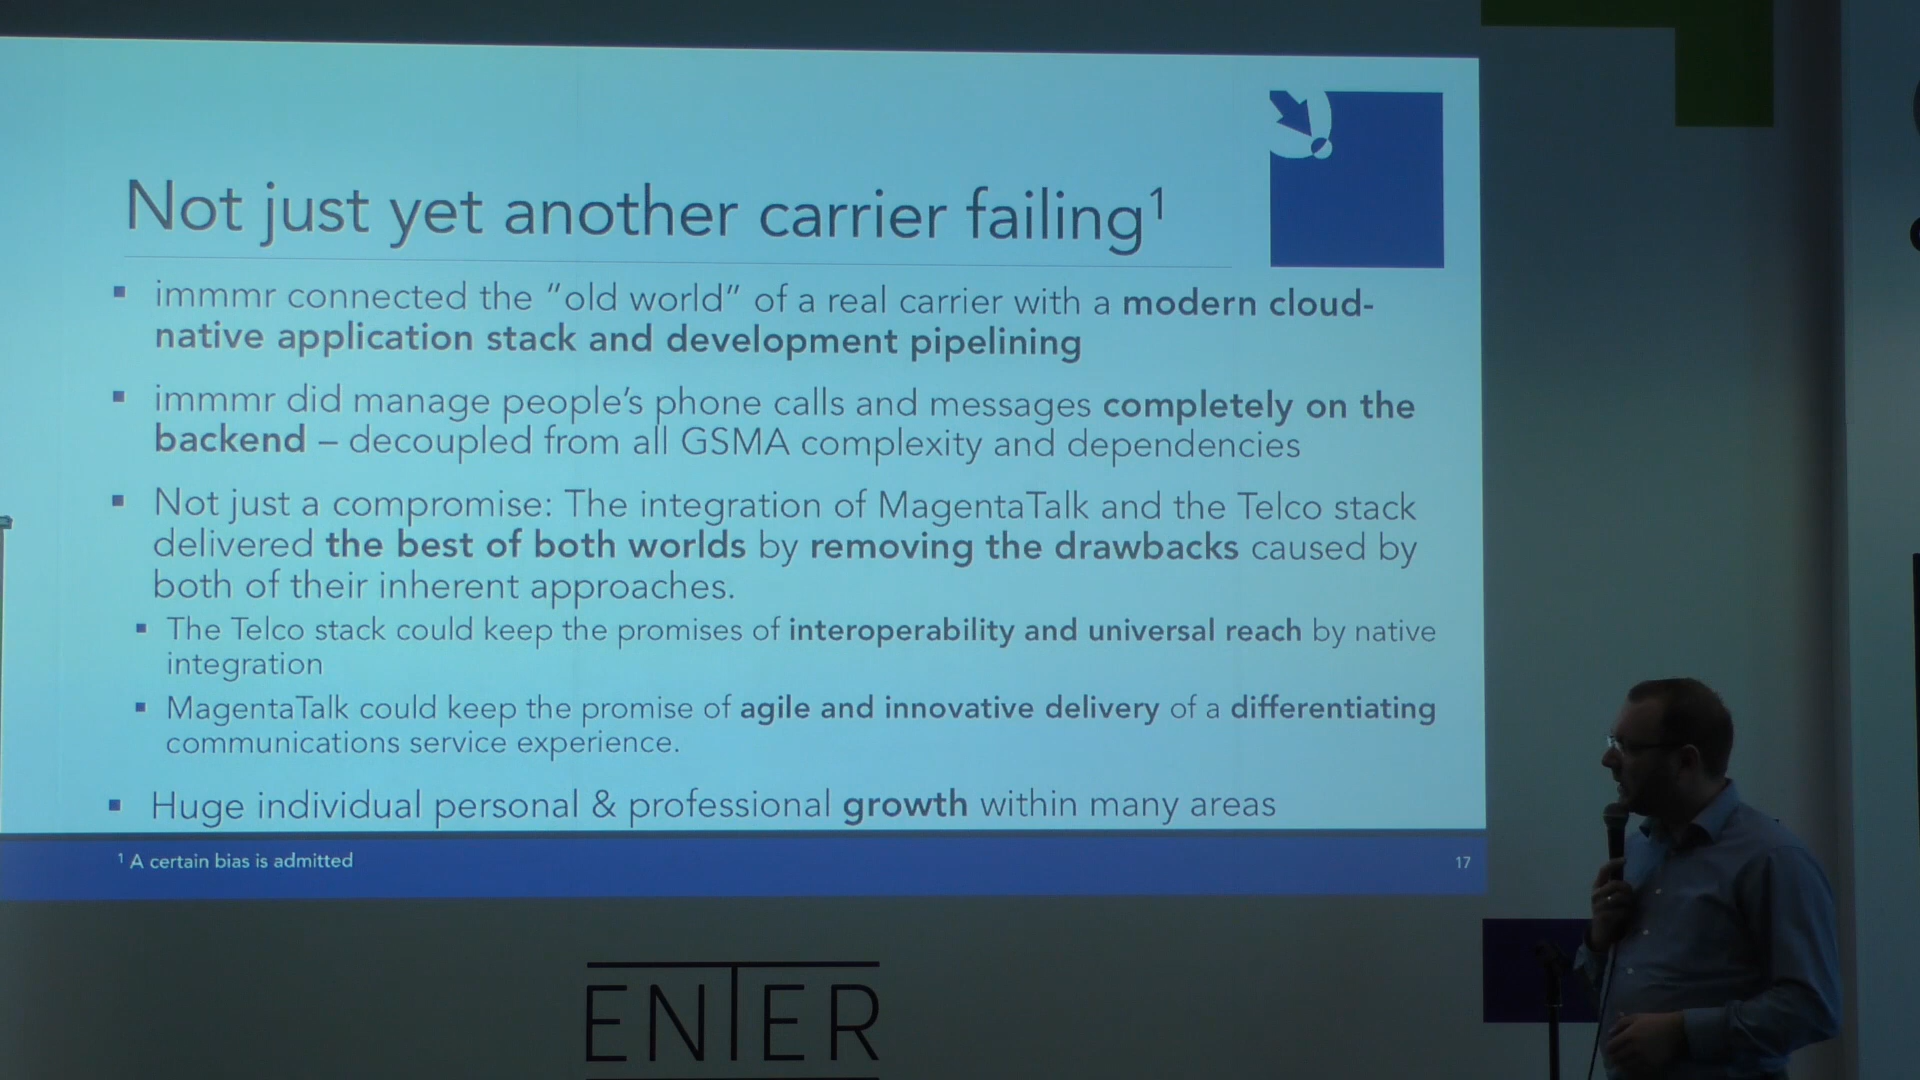 Not just yet another carrier failing¹
▪ immmr connected the “old world” of a real carrier with a modern cloud-
native application stack and development pipelining
▪ immmr did manage people’s phone calls and messages completely on the
backend – decoupled from all GSMA complexity and dependencies
▪ Not just a compromise: The integration of MagentaTalk and the Telco stack
delivered the best of both worlds by removing the drawbacks caused by
both of their inherent approaches.
▪ The Telco stack could keep the promises of interoperability and universal reach by native
integration
▪ MagentaTalk could keep the promise of agile and innovative delivery of a differentiating
communications service experience.
▪ Huge individual personal & professional growth within many areas
¹ A certain bias is admitted
17
ENTER